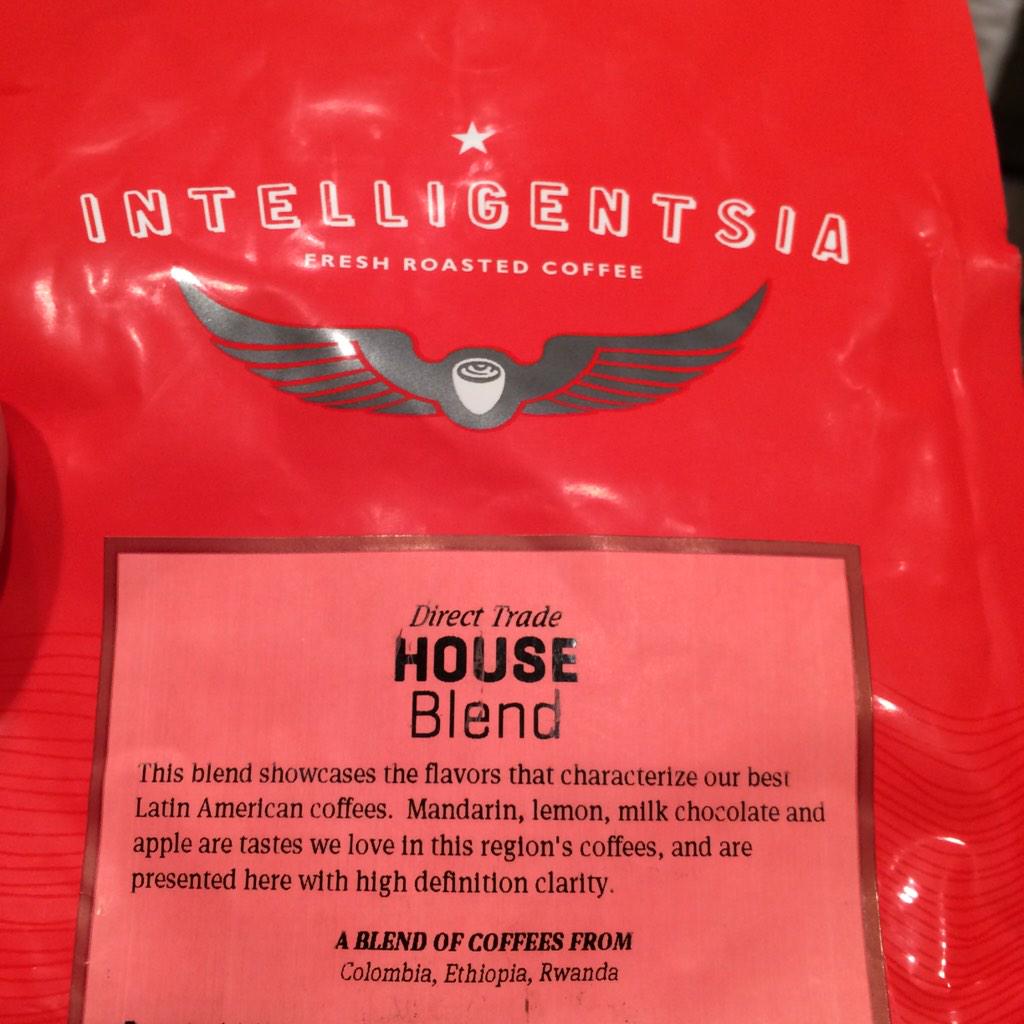 INTELLIGENTSIA
FRESH ROASTED COFFEE
Direct Trade
HOUSE
Blend
This blend showcases the flavors that characterize our best
Latin American coffees. Mandarin, lemon, milk chocolate and
apple are tastes we love in this region's coffees, and are
presented here with high definition clarity.
A BLEND OF COFFEES FROM
Colombia, Ethiopia, Rwanda